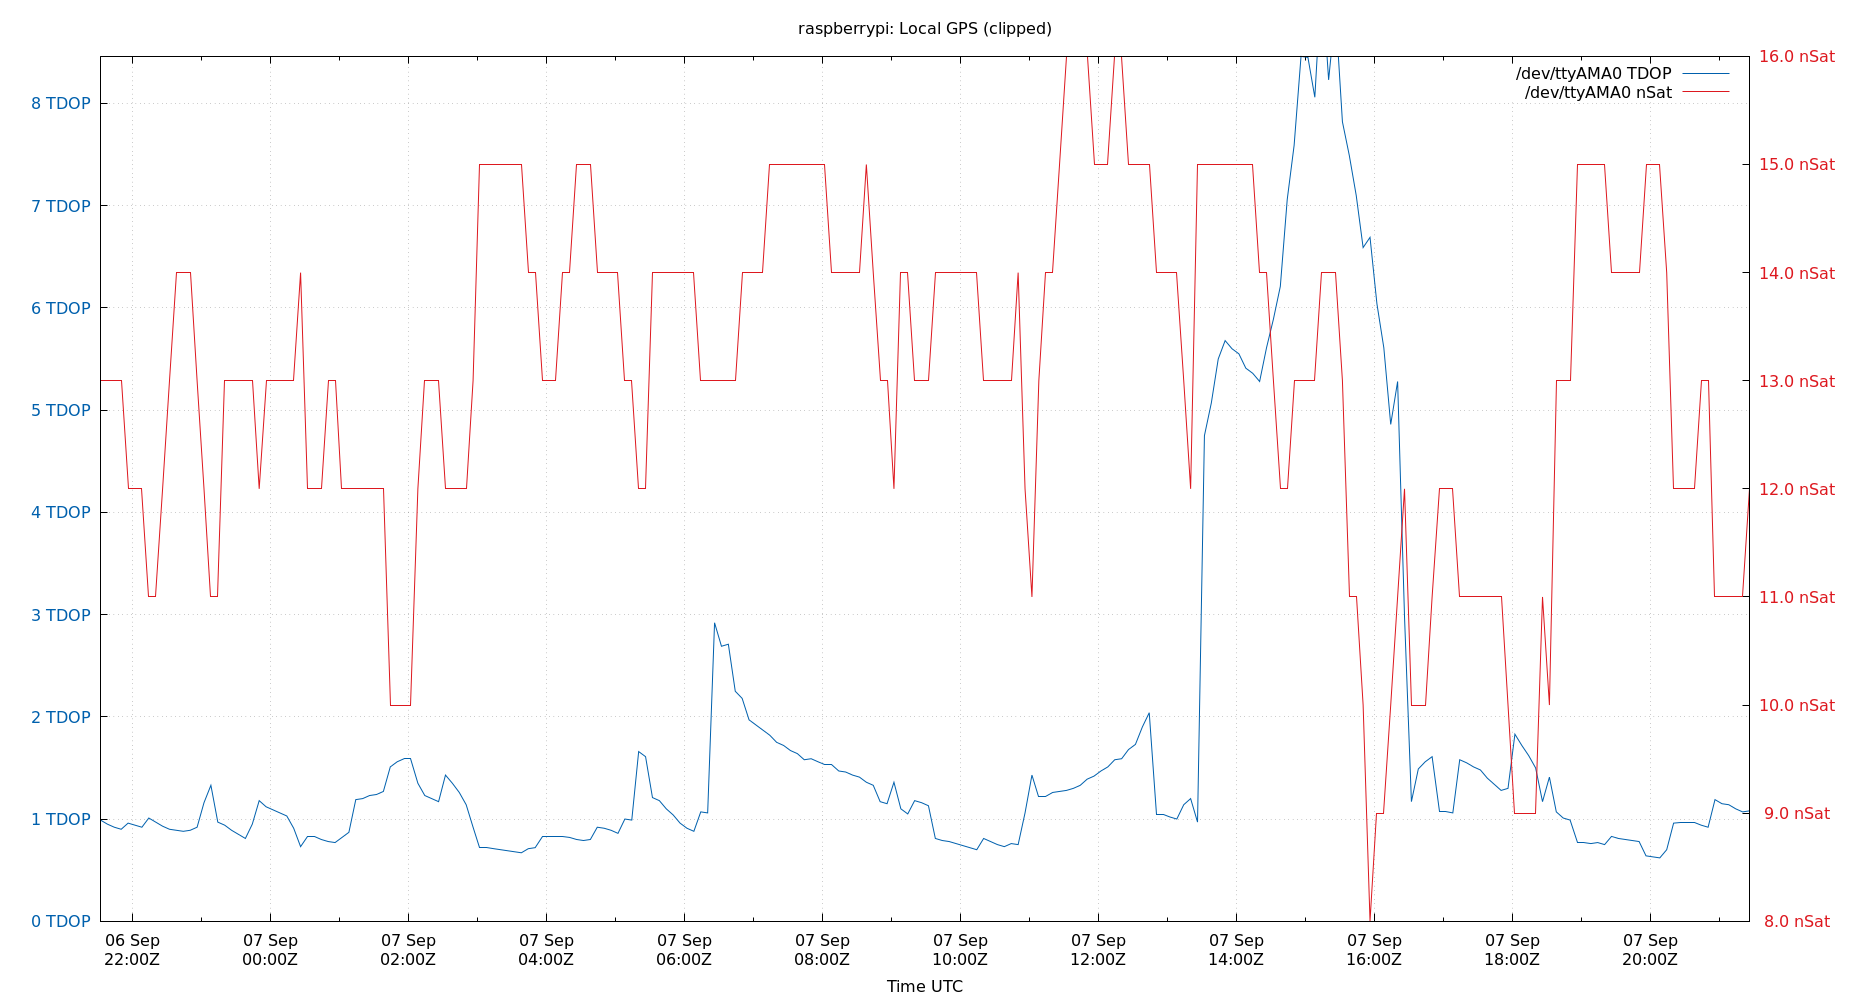 raspberrypi: Local GPS (clipped)
/dev/ttyAMA0 TDOP
/dev/ttyAMA0 nSat
8 TDOP
7 TDOP
6 TDOP
5 TDOP
4 TDOP
3 TDOP
2 TDOP
1 TDOP
0 TDOP
16.0 nSat
15.0 nSat
14.0 nSat
13.0 nSat
12.0 nSat
11.0 nSat
10.0 nSat
9.0 nSat
8.0 nSat
06 Sep 07 Sep 07 Sep 07 Sep 07 Sep 07 Sep 07 Sep 07 Sep 07 Sep 07 Sep 07 Sep 07 Sep
22:00Z 00:00Z 02:00Z 04:00Z 06:00Z 08:00Z 10:00Z 12:00Z 14:00Z 16:00Z 18:00Z 20:00Z
Time UTC